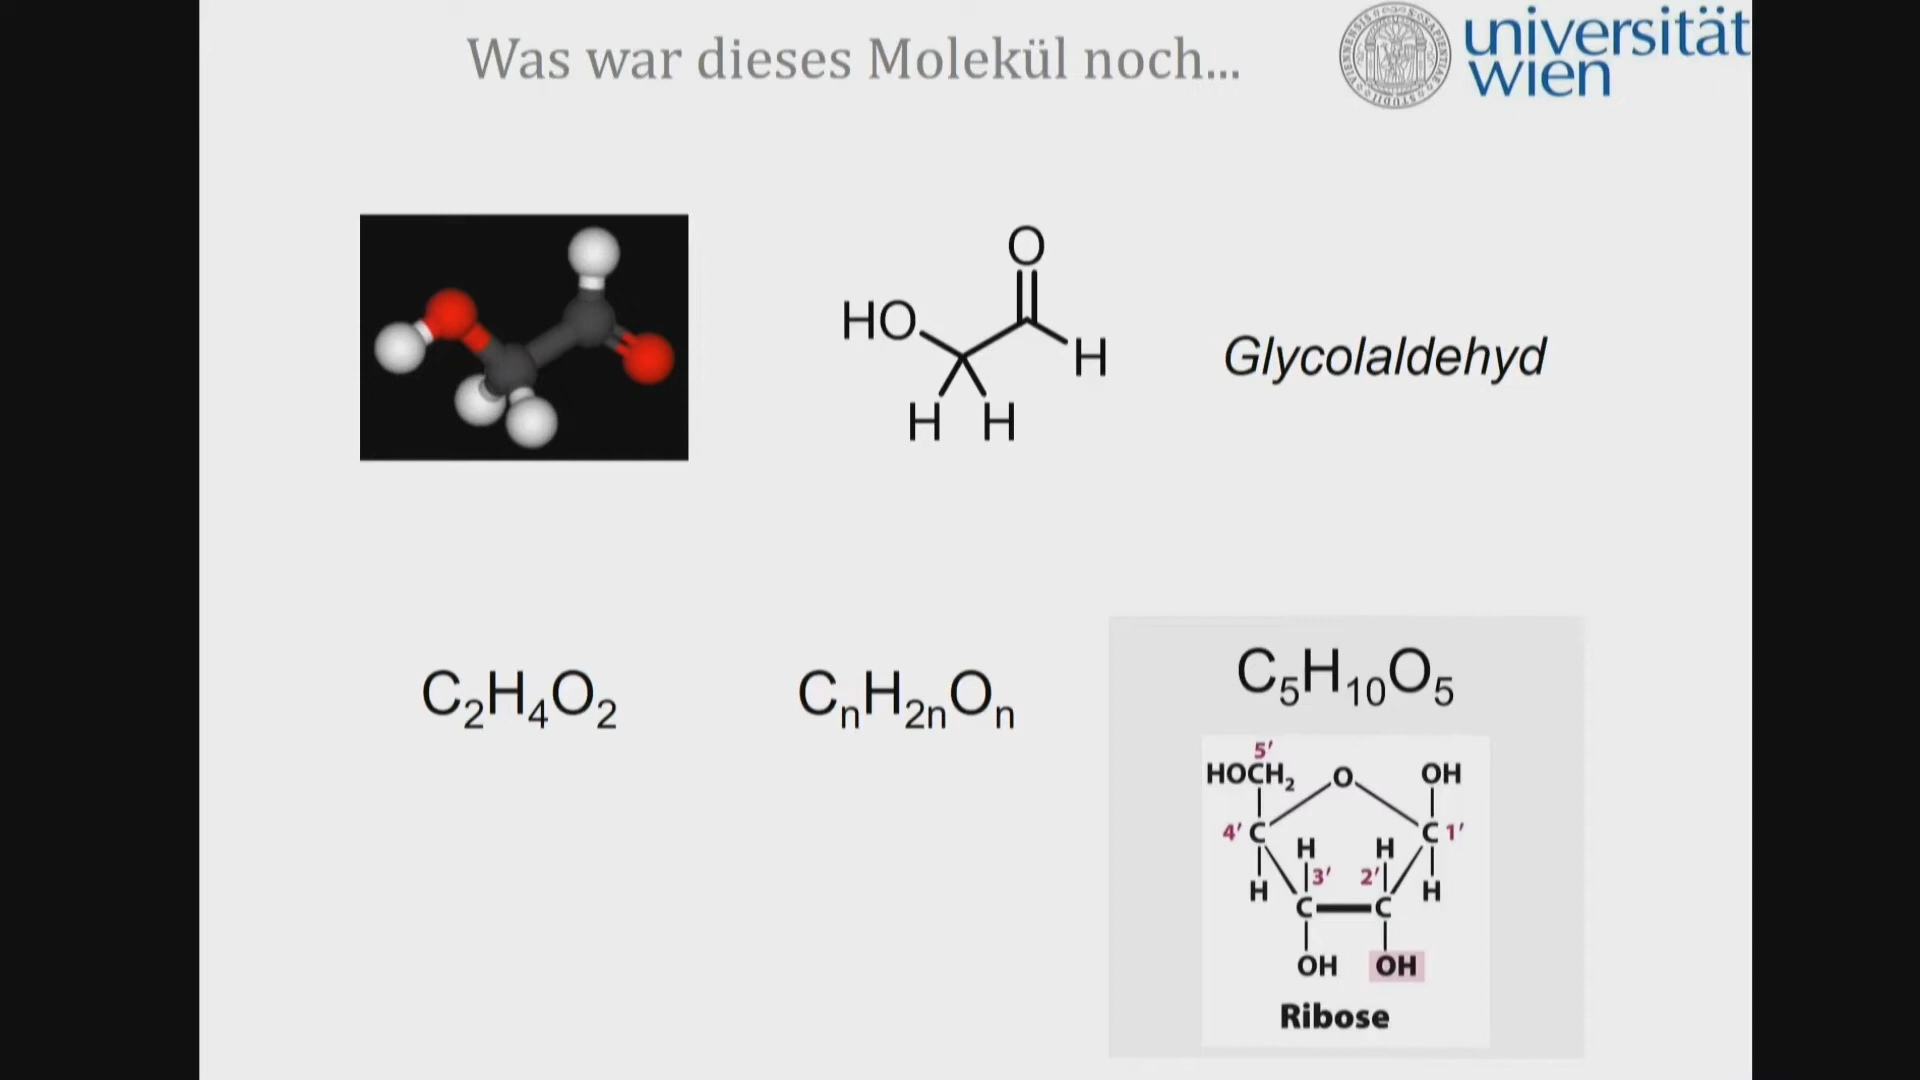 Was war dieses Molekül noch...
universität
wien
O
HO
H
H H
Glycolaldehyd
C₂H₄O₂
CₙH₂ₙOₙ
C₅H₁₀O₅
5′
HOCH₂ O OH
4′ C C 1′
H H
H 3′ 2′ H
C C
OH OH
Ribose